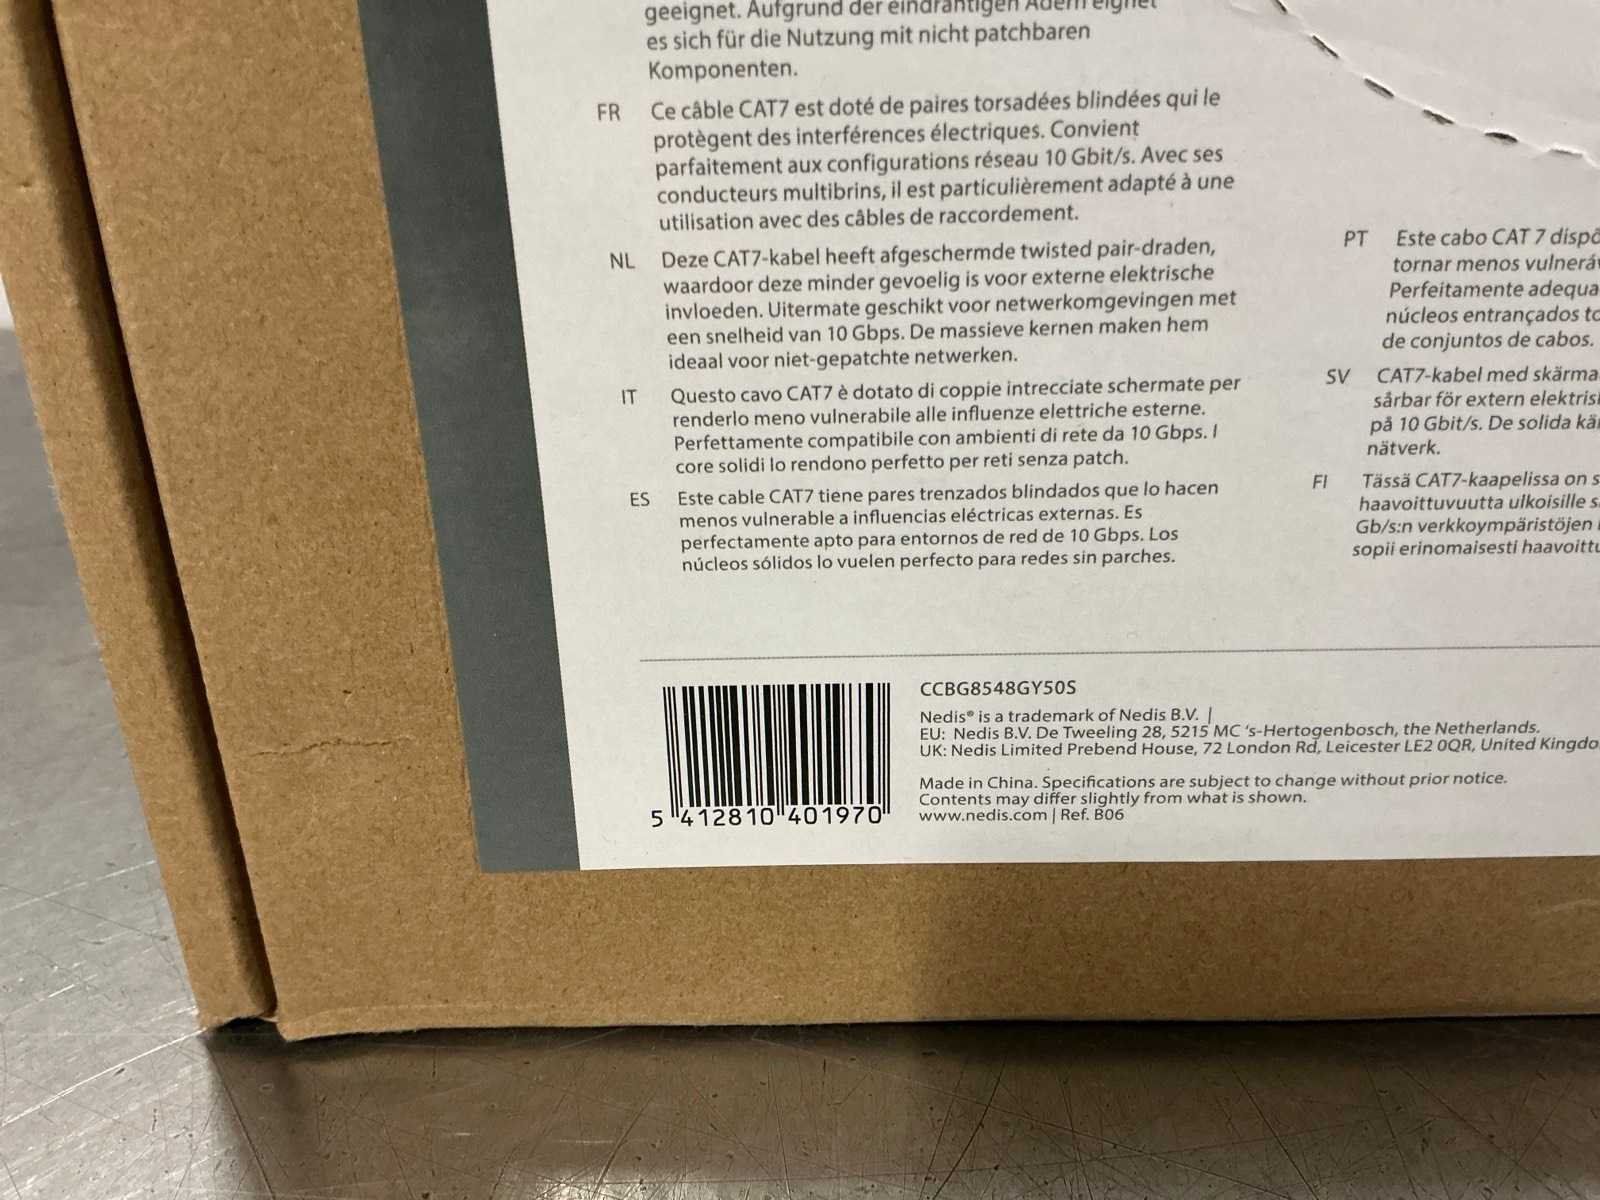 geeignet. Aufgrund der eindrahtigen Adern eignet
es sich für die Nutzung mit nicht patchbaren
Komponenten.
FR Ce câble CAT7 est doté de paires torsadées blindées qui le
protègent des interférences électriques. Convient
parfaitement aux configurations réseau 10 Gbit/s. Avec ses
conducteurs multibrins, il est particulièrement adapté à une
utilisation avec des câbles de raccordement.
NL Deze CAT7-kabel heeft afgeschermde twisted pair-draden,
waardoor deze minder gevoelig is voor externe elektrische
invloeden. Uitermate geschikt voor netwerkomgevingen met
een snelheid van 10 Gbps. De massieve kernen maken hem
ideaal voor niet-gepatchte netwerken.
IT Questo cavo CAT7 è dotato di coppie intrecciate schermate per
renderlo meno vulnerabile alle influenze elettriche esterne.
Perfettamente compatibile con ambienti di rete da 10 Gbps. I
core solidi lo rendono perfetto per reti senza patch.
ES Este cable CAT7 tiene pares trenzados blindados que lo hacen
menos vulnerable a influencias eléctricas externas. Es
perfectamente apto para entornos de red de 10 Gbps. Los
núcleos sólidos lo vuelen perfecto para redes sin parches.
PT Este cabo CAT 7 dispõ
tornar menos vulneráv
Perfeitamente adequa
núcleos entrançados to
de conjuntos de cabos.
SV CAT7-kabel med skärma
sårbar för extern elektris
på 10 Gbit/s. De solida kär
nätverk.
FI Tässä CAT7-kaapelissa on s
haavoittuvuutta ulkoisille s
Gb/s:n verkkoympäristöjen
sopii erinomaisesti haavoittu
CCBG8548GY50S
Nedis® is a trademark of Nedis B.V. |
EU: Nedis B.V. De Tweeling 28, 5215 MC 's-Hertogenbosch, the Netherlands.
UK: Nedis Limited Prebend House, 72 London Rd, Leicester LE2 0QR, United Kingdo
Made in China. Specifications are subject to change without prior notice.
Contents may differ slightly from what is shown.
www.nedis.com | Ref. B06
5 412810 401970